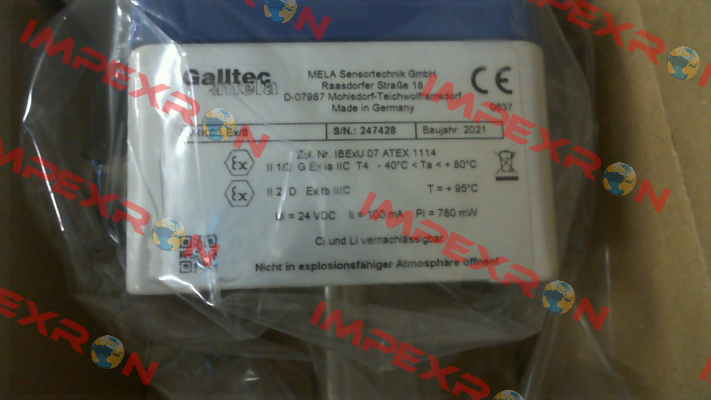 Galltec
+mela
MELA Sensortechnik GmbH
Raasdorfer Straße 18
D-07987 Mohlsdorf-Teichwolframsdorf
Made in Germany
CE
0637
Ex/8
S/N.: 247428
Baujahr: 2021
Zul. Nr. IBExU 07 ATEX 1114
II 1/2 G Ex ia IIC T4 - 40°C < Ta < + 80°C
II 2 D Ex tb IIIC T = + 95°C
Ui = 24 VDC Ii = 100 mA Pi = 780 mW
Ci und Li vernachlässigbar
Nicht in explosionsfähiger Atmosphäre öffnen!
IMPEXRON
IMPEXRON
IMPEXRON
IMPEXRON
IMPEXRON
IMPEXRON